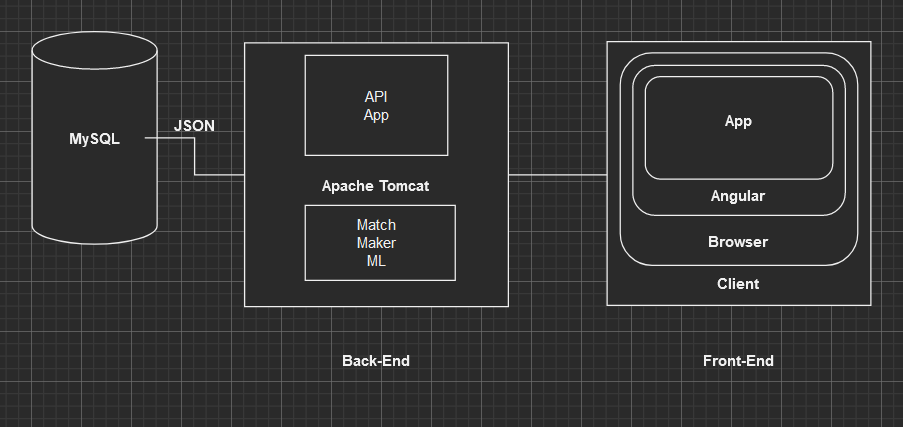 MySQL
JSON
API
App
Apache Tomcat
Match
Maker
ML
Back-End
App
Angular
Browser
Client
Front-End